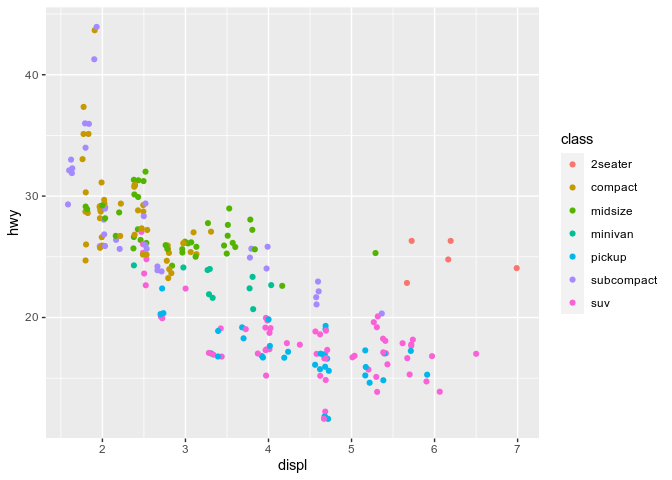 hwy
40
30
20
2
3
4
5
6
7
displ
class
2seater
compact
midsize
minivan
pickup
subcompact
suv